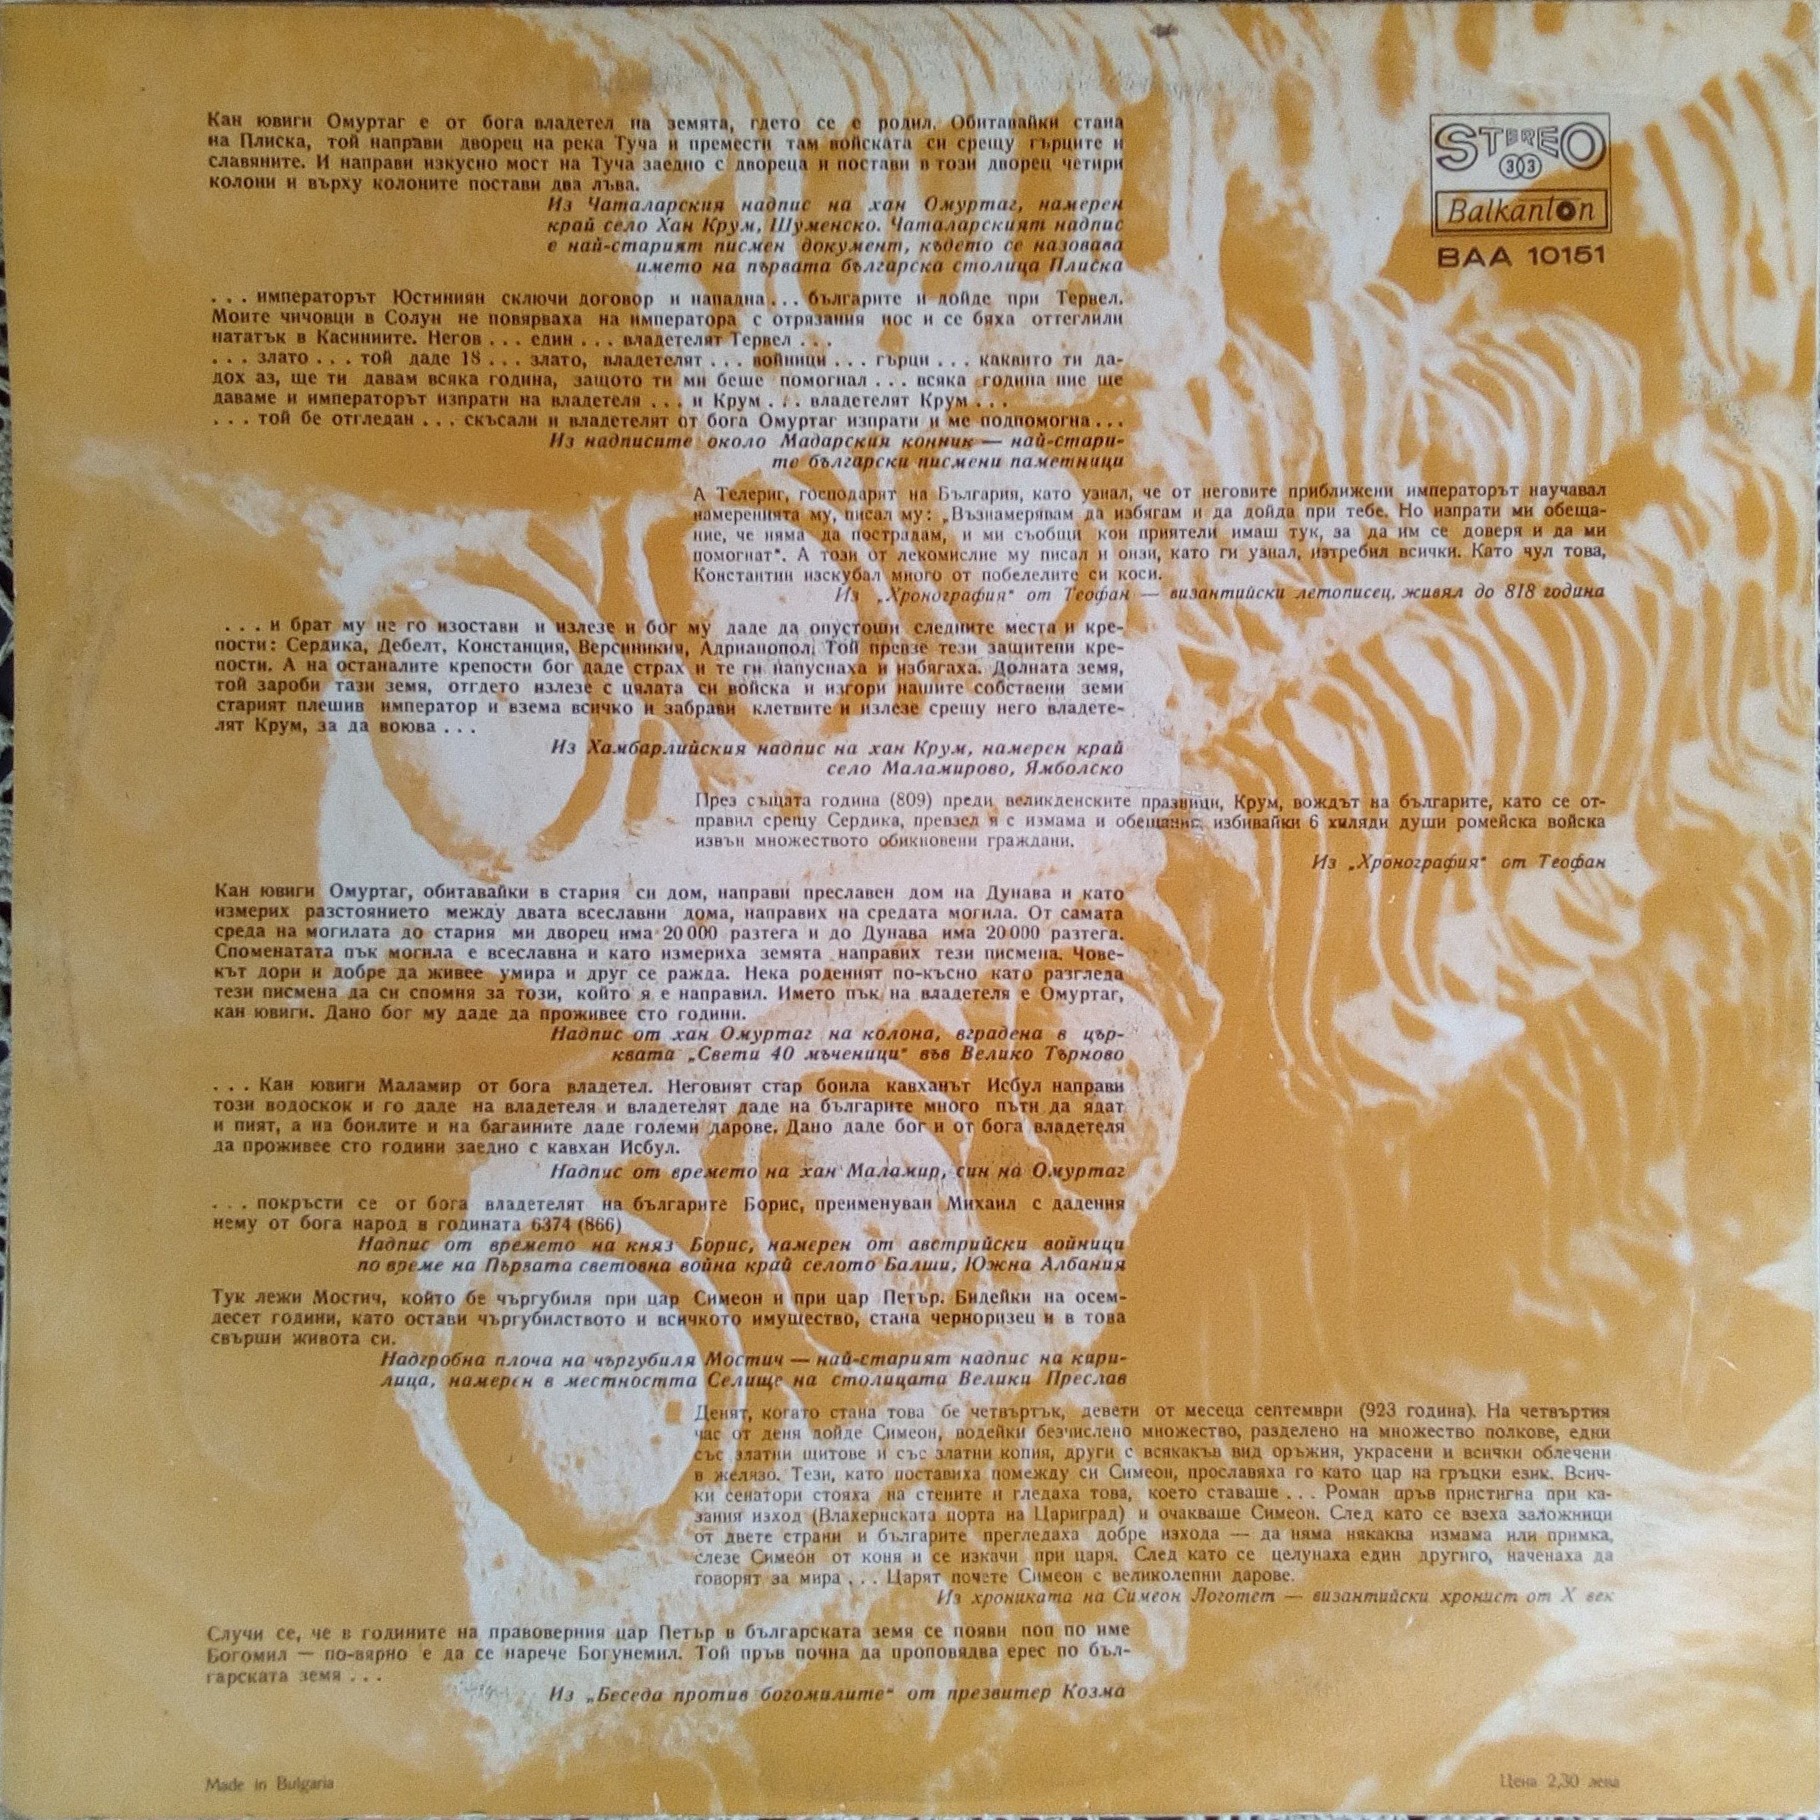 Кан ювиги Омуртаг е от бога владетел на земята, гдето се е родил. Обитавайки стана
на Плиска, той направи дворец на река Туча и премести там войската си срещу гърците и
славяните. И направи изкусно мост на Туча заедно с двореца и постави в този дворец четири
колони и върху колоните постави два лъва.
Из Чаталарския надпис на хан Омуртаг, намерен
край село Хан Крум, Шуменско. Чаталарският надпис
е най-старият писмен документ, където се назовава
името на първата българска столица Плиска
STEREO
33
Balkanton
ВАА 10151
... императорът Юстиниян сключи договор и нападна... българите и дойде при Тервел.
Моите чичовци в Солун не повярваха на императора с отрязания нос и се бяха оттеглили
нататък в Касиниите. Негов ... един ... владетелят Тервел ...
... злато ... той даде 18 ... злато, владетелят ... войници ... гърци ... каквито ти да-
дох аз, ще ти давам всяка година, защото ти ми беше помогнал ... всяка година ние ще
даваме и императорът изпрати на владетеля ... и Крум ... владетелят Крум ...
... той бе отгледан ... скъсали и владетелят от бога Омуртаг изпрати и ме подпомогна...
Из надписите около Мадарския конник — най-стари-
те български писмени паметници
А Телериг, господарят на България, като узнал, че от неговите приближени императорът научавал
намеренията му, писал му: „Възнамерявам да избягам и да дойда при тебе. Но изпрати ми обеща-
ние, че няма да пострадам, и ми съобщи кои приятели имаш тук, за да им се доверя и да ми
помогнат“. А този от лекомислие му писал и онзи, като ги узнал, изтребил всички. Като чул това,
Константин изскубал много от побелелите си коси.
Из „Хронография“ от Теофан — византийски летописец, живял до 818 година
... и брат му не го изостави и излезе и бог му даде да опустоши следните места и кре-
пости: Сердика, Дебелт, Констанция, Версиникия, Адрианопол. Той превзе тези защитени кре-
пости. А на останалите крепости бог даде страх и те ги напуснаха и избягаха. Долната земя,
той зароби тази земя, отгдето излезе с цялата си войска и изгори нашите собствени земи
старият плешив император и взема всичко и забрави клетвите и излезе срещу него владете-
лят Крум, за да воюва ...
Из Хамбарлийския надпис на хан Крум, намерен край
село Маламирово, Ямболско
През същата година (809) преди великденските празници, Крум, вождът на българите, като се от-
правил срещу Сердика, превзел я с измама и обещание, избивайки 6 хиляди души ромейска войска
извън множеството обикновени граждани.
Из „Хронография“ от Теофан
Кан ювиги Омуртаг, обитавайки в стария си дом, направи преславен дом на Дунава и като
измерих разстоянието между двата всеславни дома, направих на средата могила. От самата
среда на могилата до стария ми дворец има 20 000 разтега и до Дунава има 20 000 разтега.
Споменатата пък могила е всеславна и като измериха земята направих тези писмена. Чове-
кът дори и добре да живее умира и друг се ражда. Нека роденият по-късно като разгледа
тези писмена да си спомня за този, който я е направил. Името пък на владетеля е Омуртаг,
кан ювиги. Дано бог му даде да проживее сто години.
Надпис от хан Омуртаг на колона, вградена в цър-
квата „Свети 40 мъченици“ във Велико Търново
... Кан ювиги Маламир от бога владетел. Неговият стар боила кавханът Исбул направи
този водоскок и го даде на владетеля и владетелят даде на българите много пъти да ядат
и пият, а на боилите и на багаините даде големи дарове. Дано даде бог и от бога владетеля
да проживее сто години заедно с кавхан Исбул.
Надпис от времето на хан Маламир, син на Омуртаг
... покръсти се от бога владетелят на българите Борис, преименуван Михаил с дадения
нему от бога народ в годината 6374 (866)
Надпис от времето на княз Борис, намерен от австрийски войници
по време на Първата световна война край селото Балши, Южна Албания
Тук лежи Мостич, който бе чъргубиля при цар Симеон и при цар Петър. Бидейки на осем-
десет години, като остави чъргубилството и всичкото имущество, стана черноризец и в това
свърши живота си.
Надгробна плоча на чъргубиля Мостич — най-старият надпис на кири-
лица, намерен в местността Селище на столицата Велики Преслав
Денят, когато стана това бе четвъртък, девети от месеца септември (923 година). На четвъртия
час от деня дойде Симеон, водейки безчислено множество, разделено на множество полкове, едни
със златни щитове и със златни копия, други с всякакъв вид оръжия, украсени и всички облечени
в желязо. Тези, като поставиха помежду си Симеон, прославяха го като цар на гръцки език. Всич-
ки сенатори стояха на стените и гледаха това, което ставаше ... Роман пръв пристигна при ка-
зания изход (Влахернската порта на Цариград) и очакваше Симеон. След като се взеха заложници
от двете страни и българите прегледаха добре изхода — да няма някаква измама или примка,
слезе Симеон от коня и се изкачи при царя. След като се целунаха един другиго, наченаха да
говорят за мира ... Царят почете Симеон с великолепни дарове.
Из хрониката на Симеон Логотет — византийски хронист от X век
Случи се, че в годините на правоверния цар Петър в българската земя се появи поп по име
Богомил — по-вярно е да се нарече Богунемил. Той пръв почна да проповядва ерес по бъл-
гарската земя ...
Из „Беседа против богомилите“ от презвитер Козма
Made in Bulgaria
Цена 2,30 лева